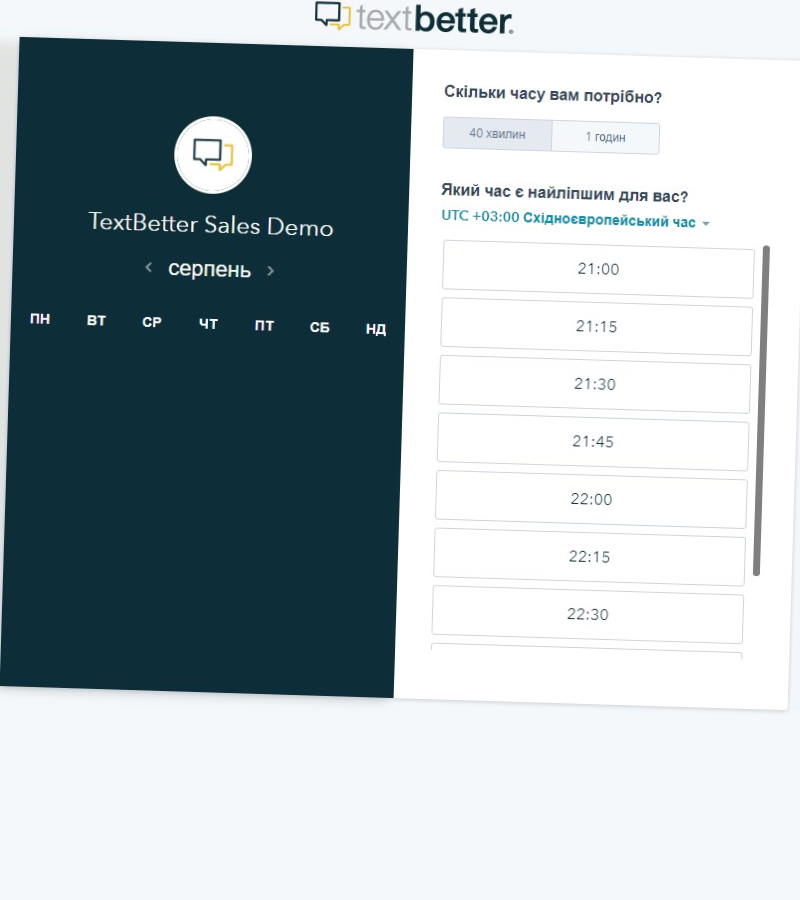 textbetter.
TextBetter Sales Demo
серпень
ПН ВТ СР ЧТ ПТ СБ НД
Скільки часу вам потрібно?
40 хвилин 1 годин
Який час є найліпшим для вас?
UTC +03:00 Східноєвропейський час
21:00
21:15
21:30
21:45
22:00
22:15
22:30